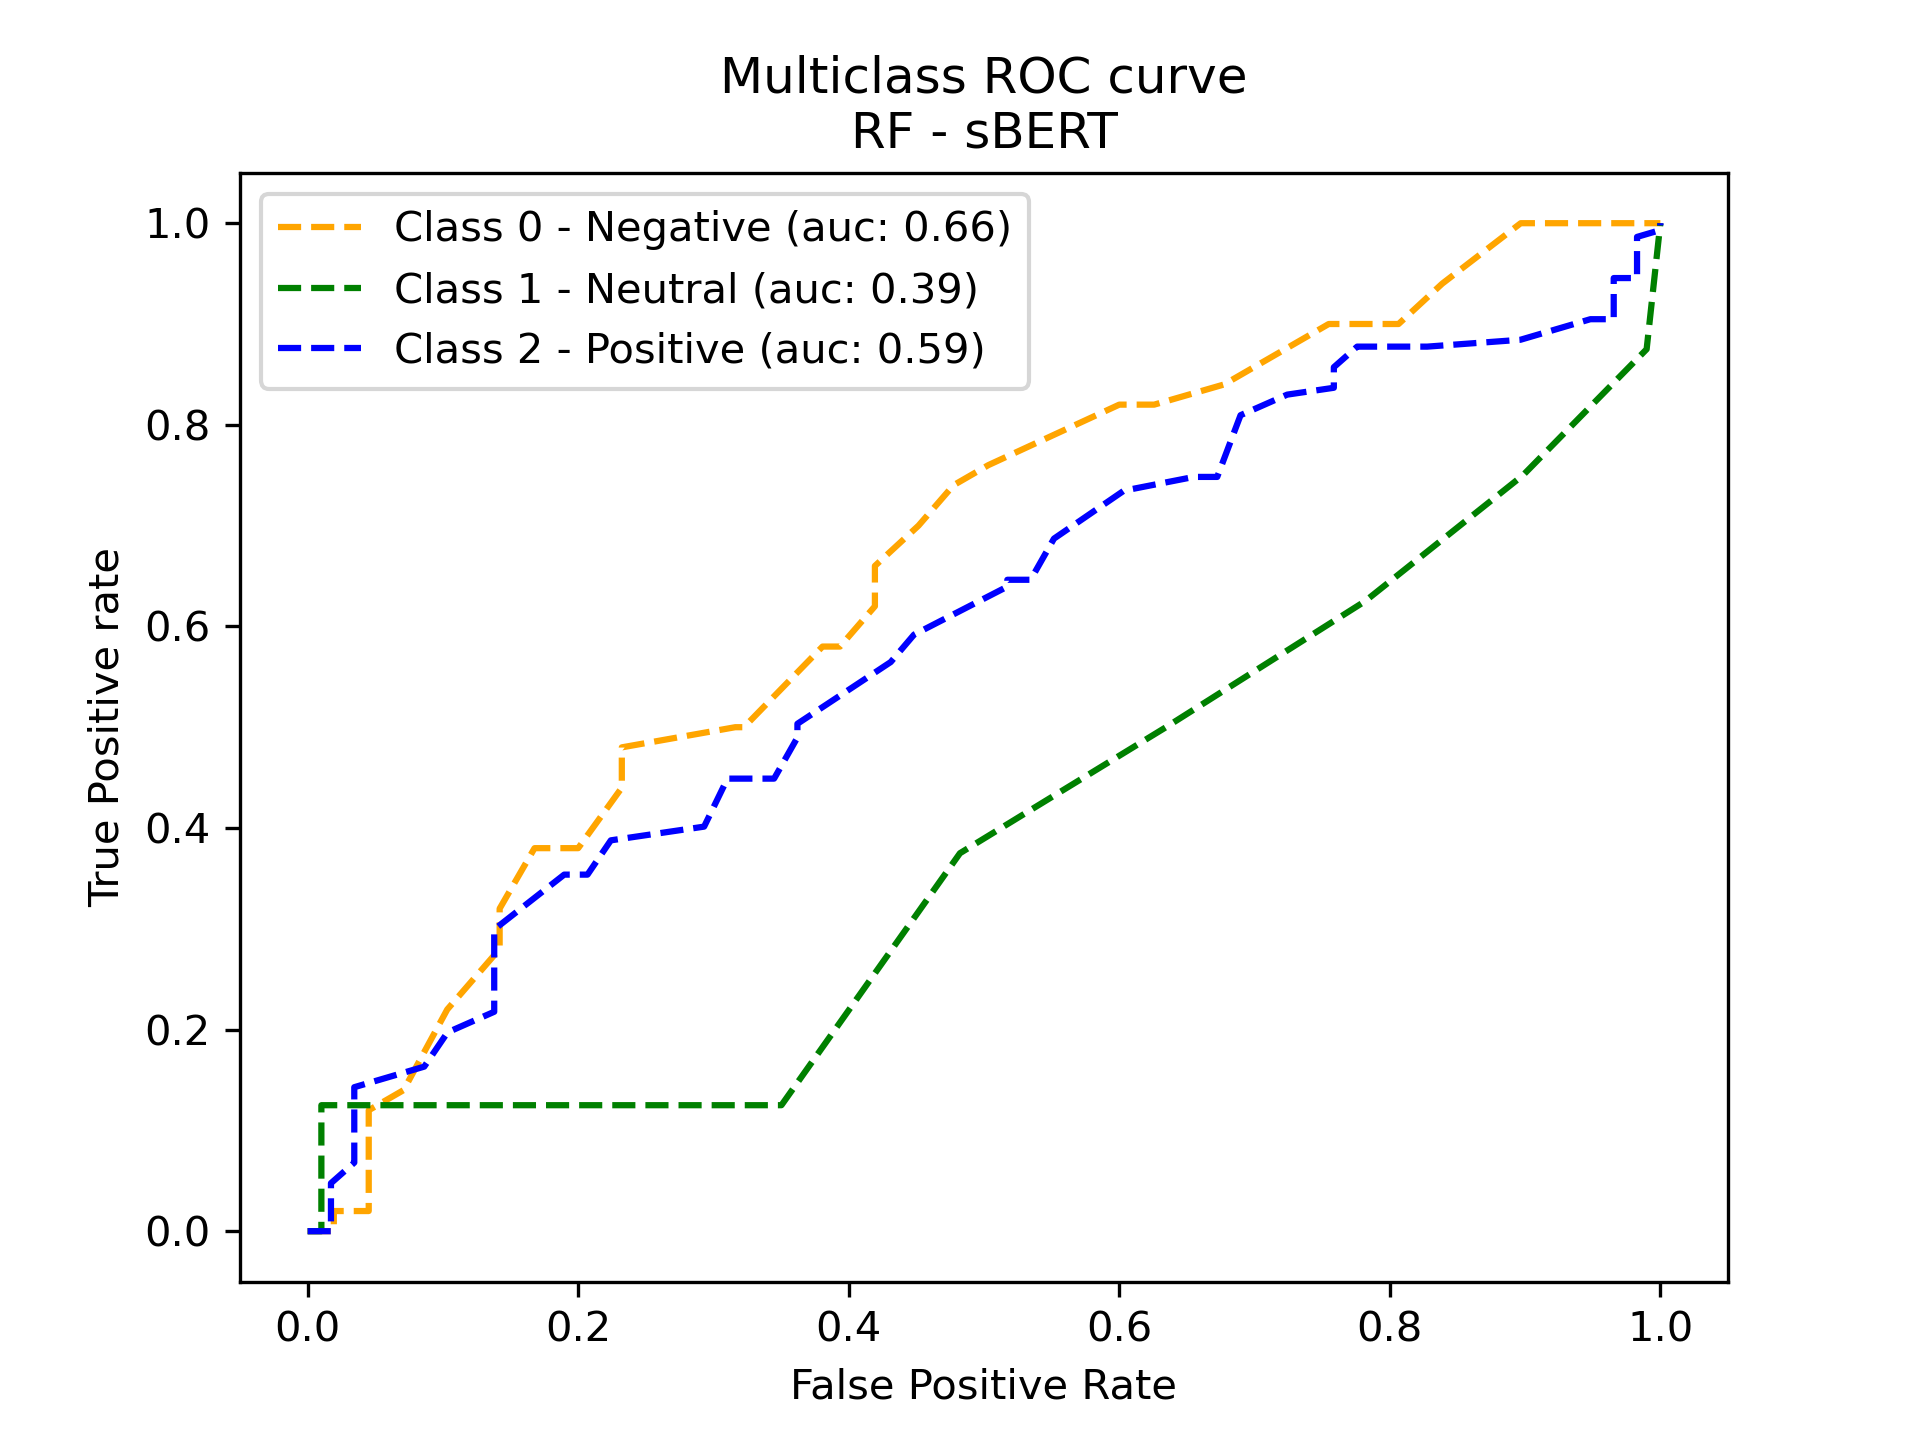 Multiclass ROC curve
RF - sBERT
Class 0 - Negative (auc: 0.66)
Class 1 - Neutral (auc: 0.39)
Class 2 - Positive (auc: 0.59)
True Positive rate
1.0
0.8
0.6
0.4
0.2
0.0
0.0 0.2 0.4 0.6 0.8 1.0
False Positive Rate